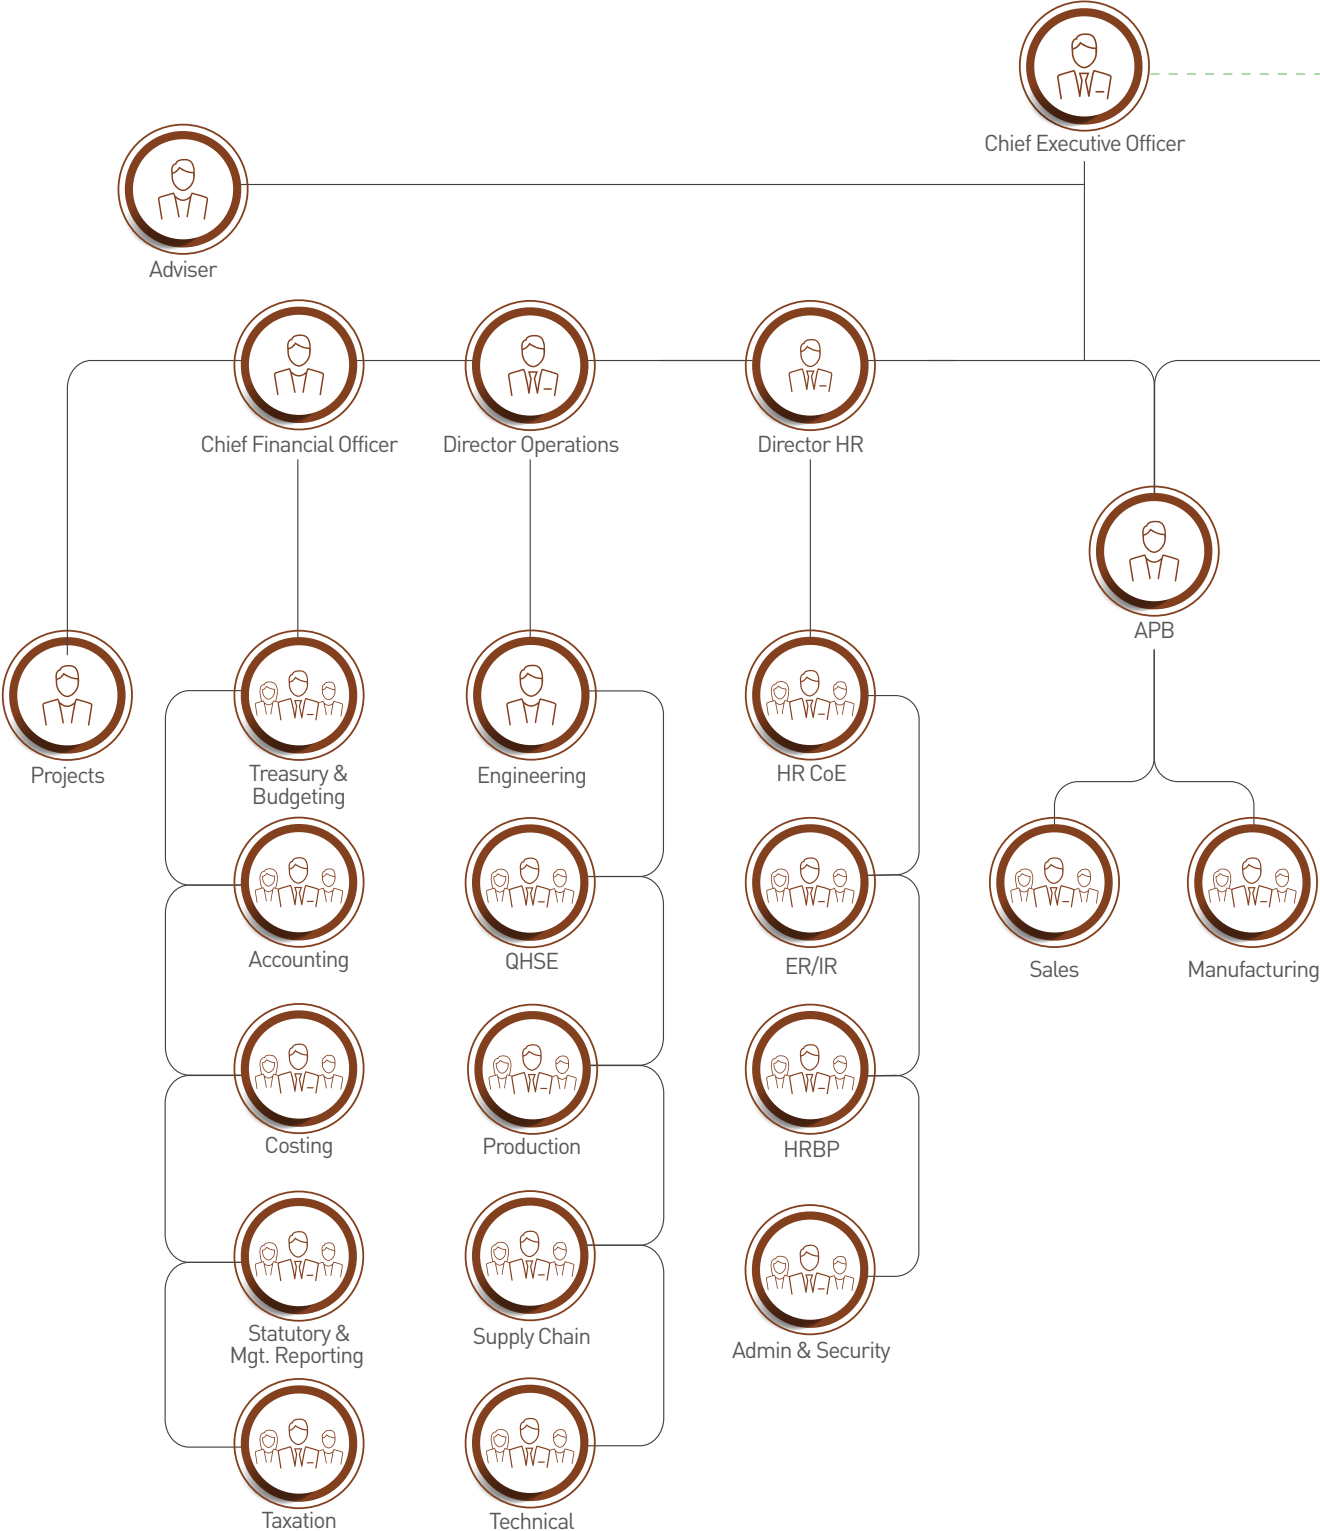 Chief Executive Officer
Adviser
Chief Financial Officer
Director Operations
Director HR
APB
Projects
Treasury &
Budgeting
Engineering
HR CoE
Accounting
QHSE
ER/IR
Sales
Manufacturing
Costing
Production
HRBP
Statutory &
Mgt. Reporting
Supply Chain
Admin & Security
Taxation
Technical